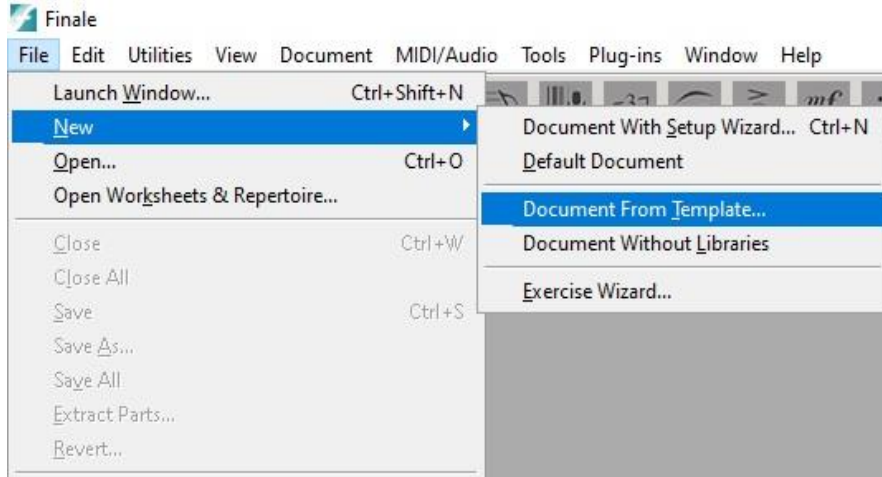 Finale
File Edit Utilities View Document MIDI/Audio Tools Plug-ins Window Help
Launch Window... Ctrl+Shift+N
New
Open... Ctrl+O
Open Worksheets & Repertoire...
Close Ctrl+W
Close All
Save Ctrl+S
Save As...
Save All
Extract Parts...
Revert...
Document With Setup Wizard... Ctrl+N
Default Document
Document From Template...
Document Without Libraries
Exercise Wizard...
mf